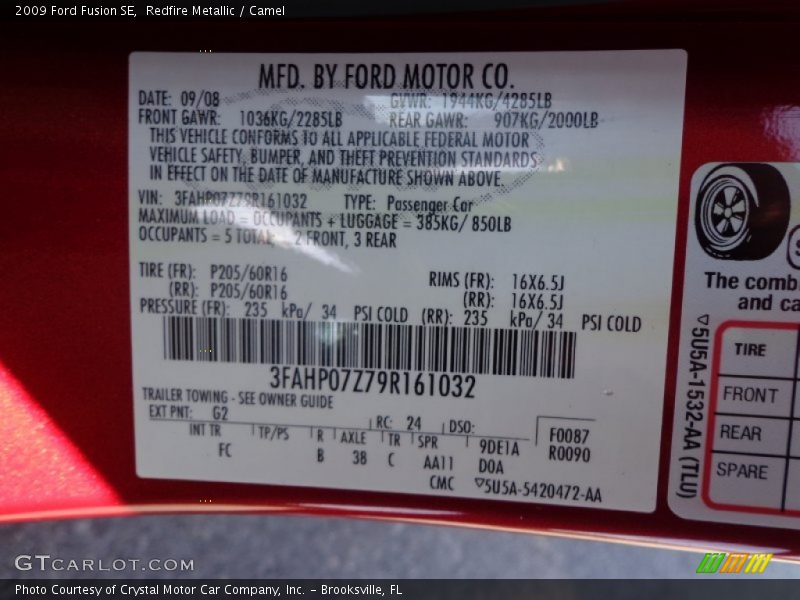 2009 Ford Fusion SE, Redfire Metallic / Camel
MFD. BY FORD MOTOR CO.
DATE: 09/08 GVWR: 1944KG/4285LB
FRONT GAWR: 1036KG/2285LB REAR GAWR: 907KG/2000LB
THIS VEHICLE CONFORMS TO ALL APPLICABLE FEDERAL MOTOR
VEHICLE SAFETY, BUMPER, AND THEFT PREVENTION STANDARDS
IN EFFECT ON THE DATE OF MANUFACTURE SHOWN ABOVE.
VIN: 3FAHP07Z79R161032 TYPE: Passenger Car
MAXIMUM LOAD = OCCUPANTS + LUGGAGE = 385KG/ 850LB
OCCUPANTS = 5 TOTAL 2 FRONT, 3 REAR
TIRE (FR): P205/60R16 RIMS (FR): 16X6.5J
(RR): P205/60R16 (RR): 16X6.5J
PRESSURE (FR): 235 kPa/ 34 PSI COLD (RR): 235 kPa/ 34 PSI COLD
3FAHP07Z79R161032
TRAILER TOWING - SEE OWNER GUIDE
EXT PNT: G2 RC: 24 DSO:
INT TR TP/PS R AXLE TR SPR 9DE1A F0087
FC B 38 C AA11 D0A R0090
CMC 5U5A-5420472-AA
The comb
and ca
TIRE
FRONT
REAR
SPARE
5U5A-1532-AA (TLU)
GTCARLOT.COM
Photo Courtesy of Crystal Motor Car Company, Inc. – Brooksville, FL